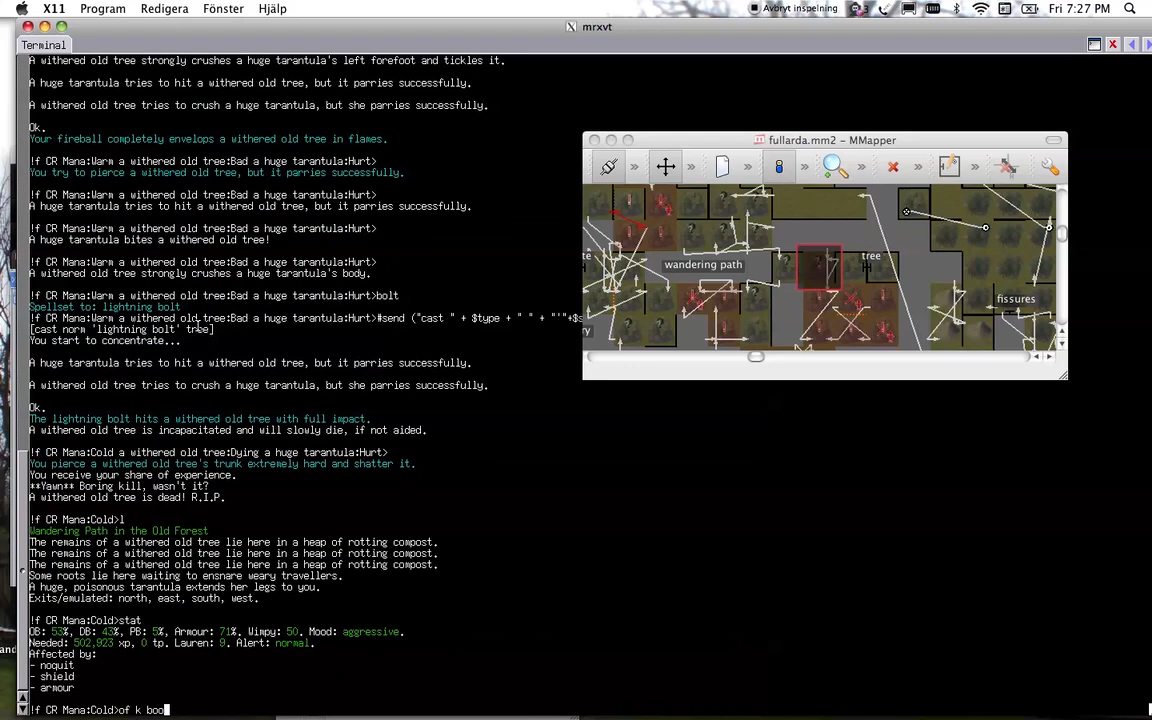 X11 Program Redigera Fönster Hjälp Avbryt inspelning Fri 7:27 PM
mrxvt
Terminal
A withered old tree strongly crushes a huge tarantula's left forefoot and tickles it.
A huge tarantula tries to hit a withered old tree, but it parries successfully.
A withered old tree tries to crush a huge tarantula, but she parries successfully.
Ok.
Your fireball completely envelops a withered old tree in flames.
!f CR Mana:Warm a withered old tree:Bad a huge tarantula:Hurt>
You try to pierce a withered old tree, but it parries successfully.
!f CR Mana:Warm a withered old tree:Bad a huge tarantula:Hurt>
A huge tarantula tries to hit a withered old tree, but it parries successfully.
!f CR Mana:Warm a withered old tree:Bad a huge tarantula:Hurt>
A huge tarantula bites a withered old tree!
!f CR Mana:Warm a withered old tree:Bad a huge tarantula:Hurt>
A withered old tree strongly crushes a huge tarantula's body.
!f CR Mana:Warm a withered old tree:Bad a huge tarantula:Hurt>bolt
Spellset to: lightning bolt
!f CR Mana:Warm a withered old tree:Bad a huge tarantula:Hurt>#send ("cast " + $type + " " + "'"+$s
[cast norm 'lightning bolt' tree]
You start to concentrate...
A huge tarantula tries to hit a withered old tree, but it parries successfully.
A withered old tree tries to crush a huge tarantula, but she parries successfully.
Ok.
The lightning bolt hits a withered old tree with full impact.
A withered old tree is incapacitated and will slowly die, if not aided.
!f CR Mana:Cold a withered old tree:Dying a huge tarantula:Hurt>
You pierce a withered old tree's trunk extremely hard and shatter it.
You receive your share of experience.
**Yawn** Boring kill, wasn't it?
A withered old tree is dead! R.I.P.
!f CR Mana:Cold>l
Wandering Path in the Old Forest
The remains of a withered old tree lie here in a heap of rotting compost.
The remains of a withered old tree lie here in a heap of rotting compost.
The remains of a withered old tree lie here in a heap of rotting compost.
Some roots lie here waiting to ensnare weary travellers.
A huge, poisonous tarantula extends her legs to you.
Exits/emulated: north, east, south, west.
!f CR Mana:Cold>stat
OB: 53%, DB: 43%, PB: 5%, Armour: 71%. Wimpy: 50. Mood: aggressive.
Needed: 502,923 xp, 0 tp. Lauren: 9. Alert: normal.
Affected by:
- noquit
- shield
- armour
!f CR Mana:Cold>of k boo
fullarda.mm2 - MMapper
wandering path
tree
fissures